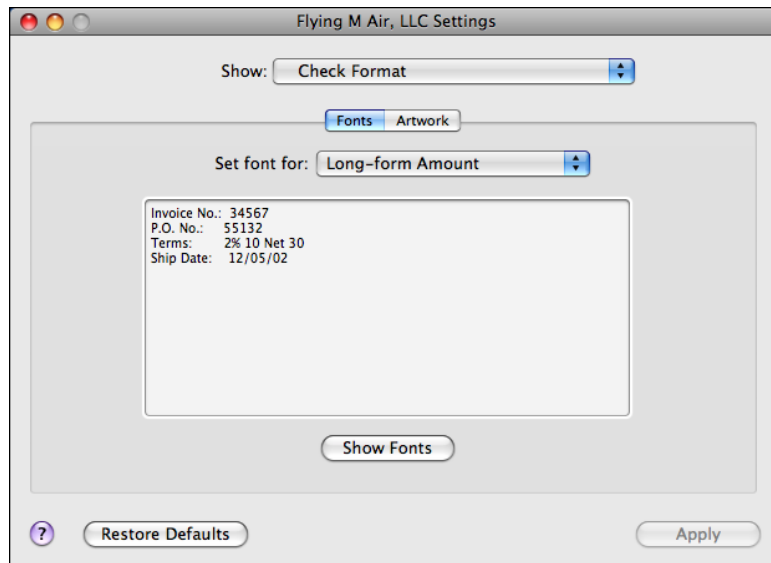 Flying M Air, LLC Settings
Show: Check Format
Fonts Artwork
Set font for: Long-form Amount
Invoice No.: 34567
P.O. No.: 55132
Terms: 2% 10 Net 30
Ship Date: 12/05/02
Show Fonts
? Restore Defaults Apply